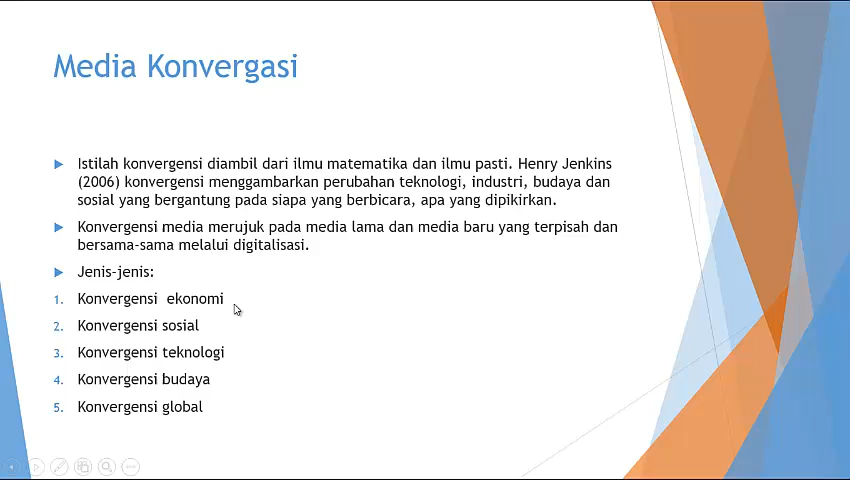 Media Konvergasi
Istilah konvergensi diambil dari ilmu matematika dan ilmu pasti. Henry Jenkins
(2006) konvergensi menggambarkan perubahan teknologi, industri, budaya dan
sosial yang bergantung pada siapa yang berbicara, apa yang dipikirkan.
Konvergensi media merujuk pada media lama dan media baru yang terpisah dan
bersama-sama melalui digitalisasi.
Jenis-jenis:
1. Konvergensi  ekonomi
2. Konvergensi sosial
3. Konvergensi teknologi
4. Konvergensi budaya
5. Konvergensi global